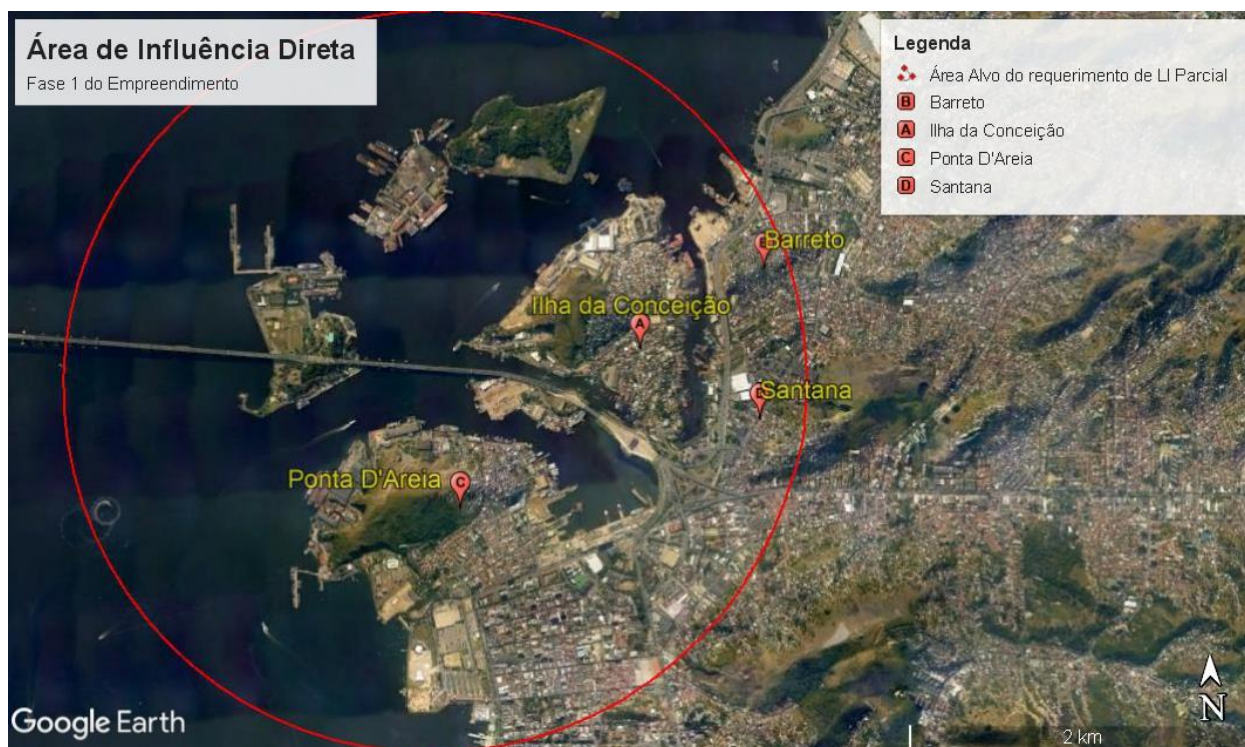 Área de Influência Direta
Fase 1 do Empreendimento
Legenda
Área Alvo do requerimento de LI Parcial
B Barreto
A Ilha da Conceição
C Ponta D'Areia
D Santana
Barreto
Ilha da Conceição
A
Santana
Ponta D'Areia
C
Google Earth
2 km
N